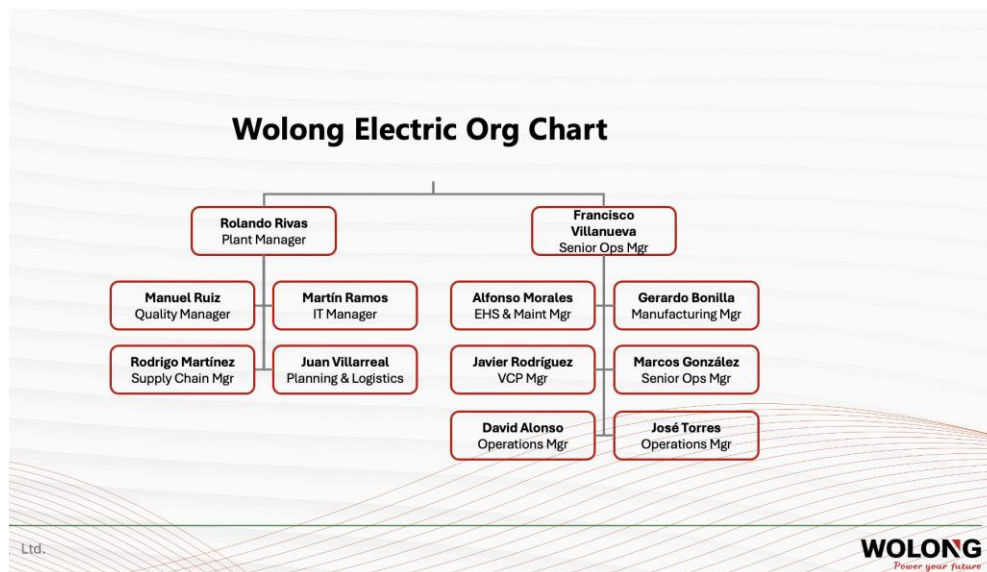 Wolong Electric Org Chart
Rolando Rivas
Plant Manager
Francisco
Villanueva
Senior Ops Mgr
Manuel Ruiz
Quality Manager
Martín Ramos
IT Manager
Alfonso Morales
EHS & Maint Mgr
Gerardo Bonilla
Manufacturing Mgr
Rodrigo Martínez
Supply Chain Mgr
Juan Villarreal
Planning & Logistics
Javier Rodríguez
VCP Mgr
Marcos González
Senior Ops Mgr
David Alonso
Operations Mgr
José Torres
Operations Mgr
Ltd.
WOLONG
Power your future